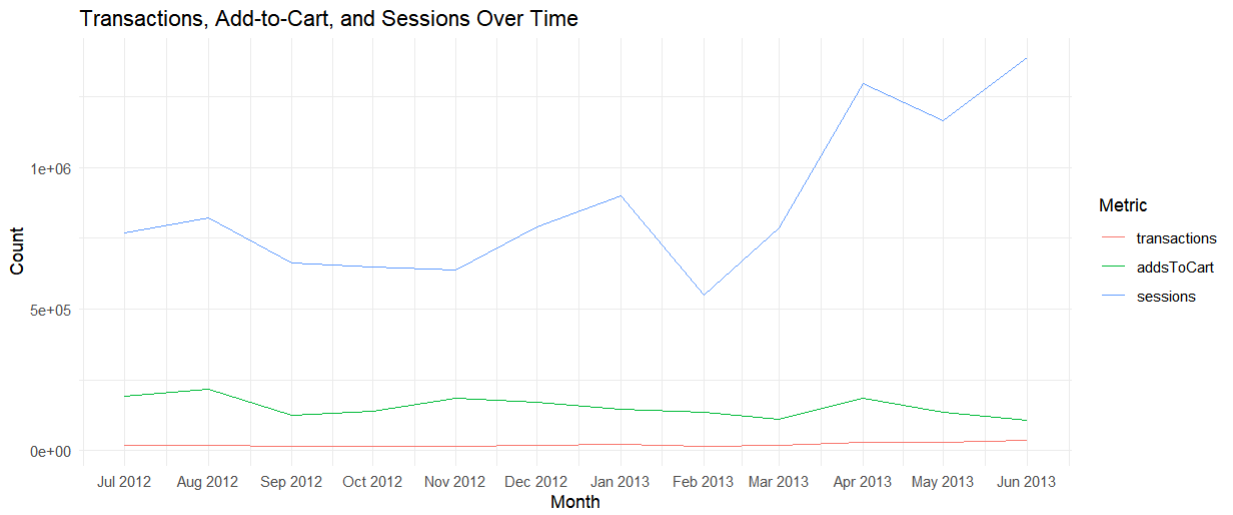 Transactions, Add-to-Cart, and Sessions Over Time
Count
1e+06
5e+05
0e+00
Jul 2012 Aug 2012 Sep 2012 Oct 2012 Nov 2012 Dec 2012 Jan 2013 Feb 2013 Mar 2013 Apr 2013 May 2013 Jun 2013
Month
Metric
transactions
addsToCart
sessions